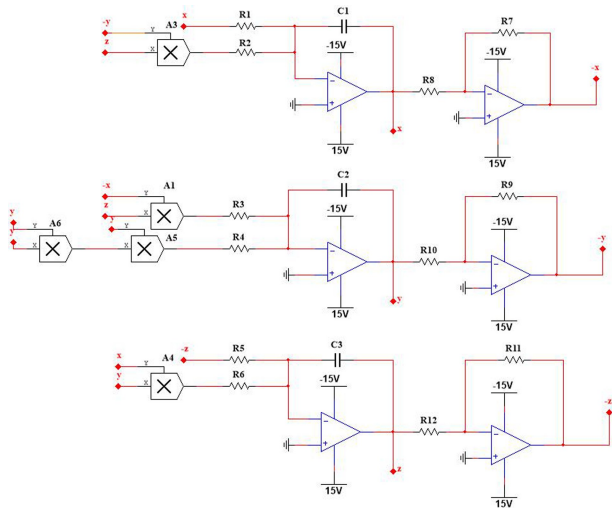 A3 x R1 C1 R7
-y Y
z X R2
-15V -15V
R8 -x
x
15V 15V
-x Y A1 C2 R9
z X R3
y A6 y Y
y X X A5 R4
-15V -15V
R10 -y
y
15V 15V
x Y A4 -z R5 C3 R11
y X R6
-15V -15V
R12 -z
z
15V 15V